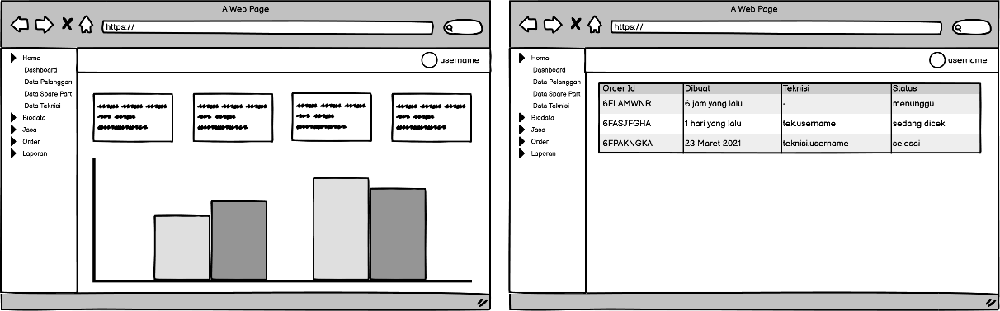 A Web Page
https://
username
Home
Dashboard
Data Pelanggan
Data Spare Part
Data Teknisi
Biodata
Jasa
Order
Laporan
A Web Page
https://
username
Home
Dashboard
Data Pelanggan
Data Spare Part
Data Teknisi
Biodata
Jasa
Order
Laporan
Order Id Dibuat Teknisi Status
6FLAMWNR 6 jam yang lalu - menunggu
6FASJFGHA 1 hari yang lalu tek.username sedang dicek
6FPAKNGKA 23 Maret 2021 teknisi.username selesai